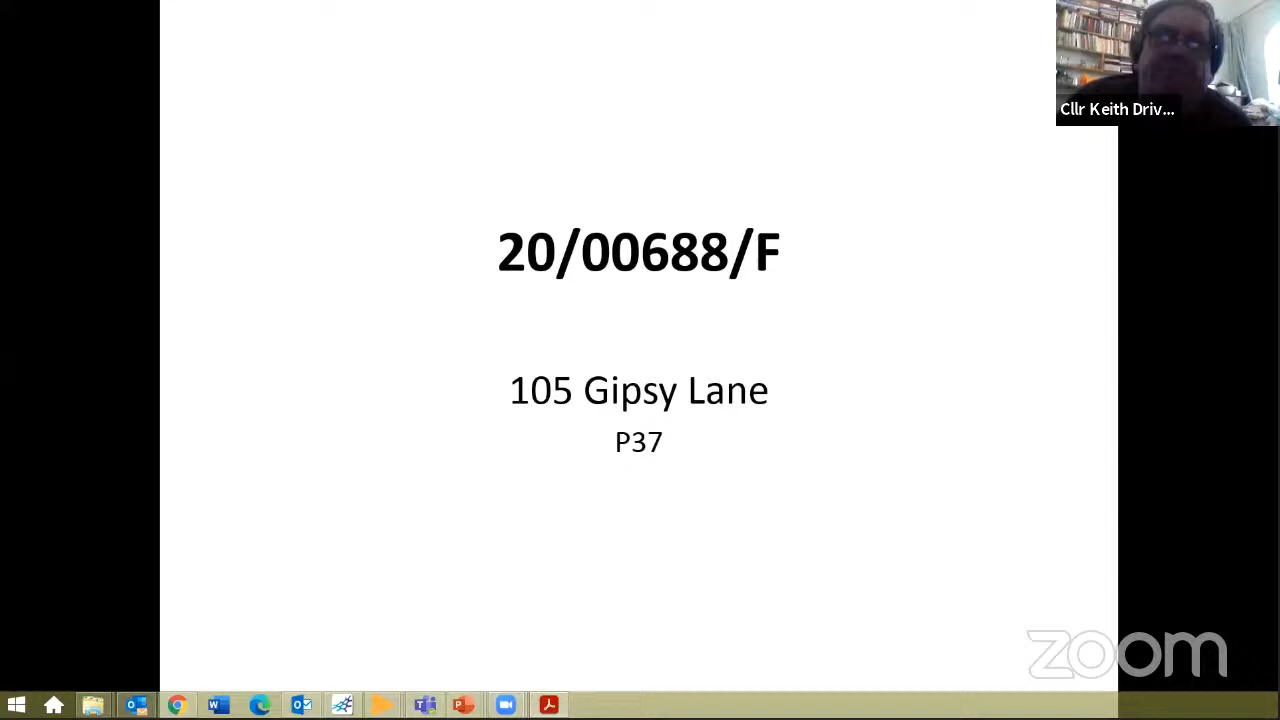 Cllr Keith Driv...
20/00688/F
105 Gipsy Lane
P37
zoom